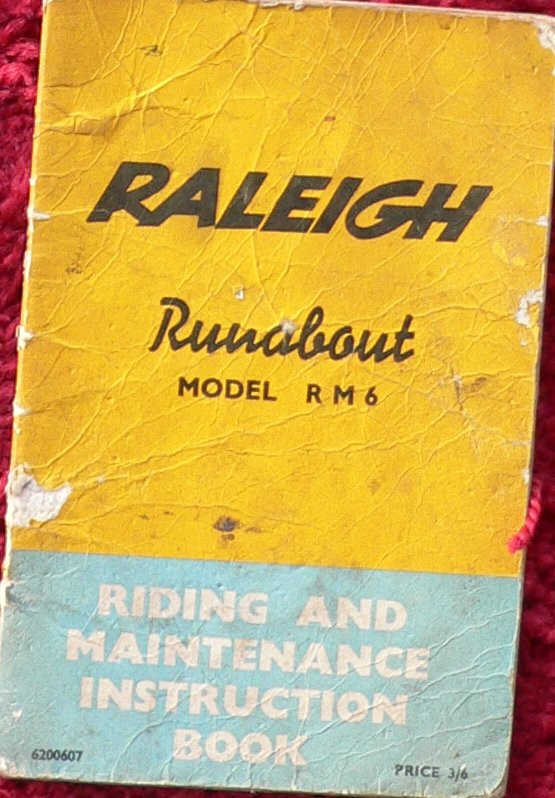 RALEIGH
Runabout
MODEL RM6
RIDING AND
MAINTENANCE
INSTRUCTION
BOOK
6200607
PRICE 3/6